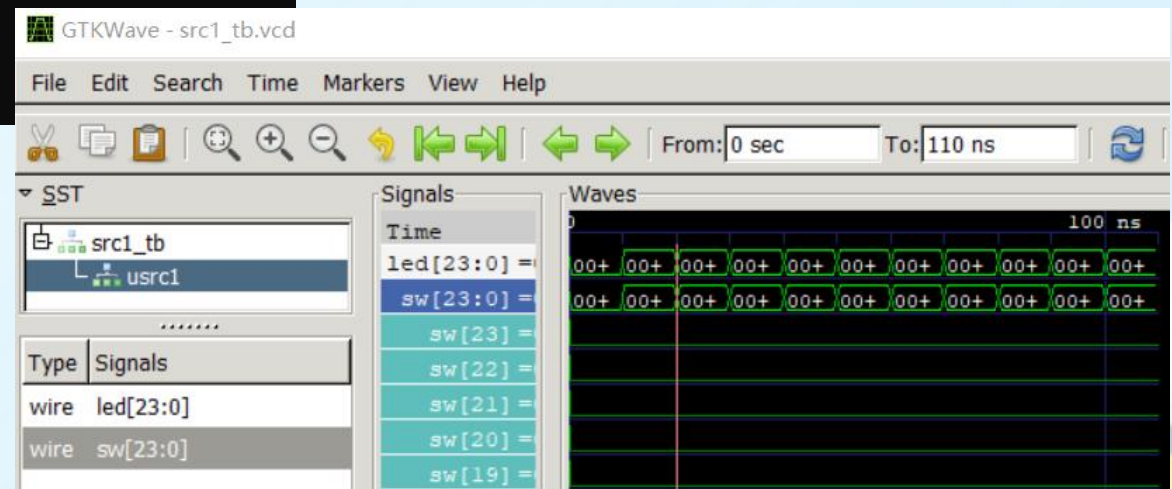 GTKWave - src1_tb.vcd
File Edit Search Time Markers View Help
From: 0 sec To: 110 ns
SST
Signals
Waves
src1_tb
usrc1
Time
100 ns
led[23:0] =
00+ 00+ 00+ 00+ 00+ 00+ 00+ 00+ 00+ 00+ 00+
sw[23:0] =
00+ 00+ 00+ 00+ 00+ 00+ 00+ 00+ 00+ 00+ 00+
sw[23] =
sw[22] =
sw[21] =
sw[20] =
sw[19] =
Type Signals
wire led[23:0]
wire sw[23:0]